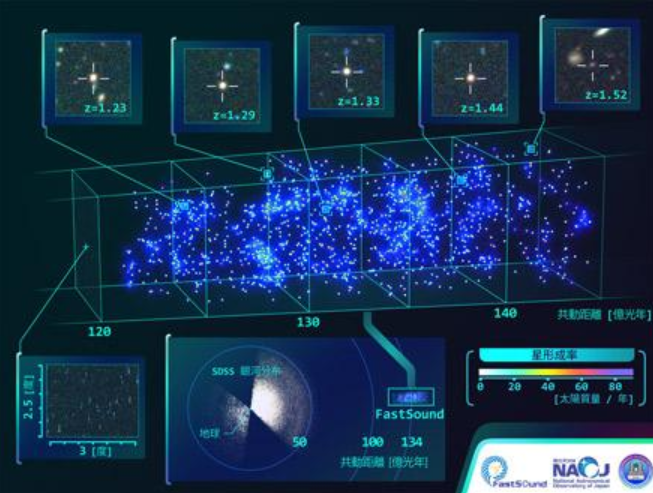 z=1.23
z=1.29
z=1.33
z=1.44
z=1.52
120
130
140
共動距離 [億光年]
2.5 [度]
3 [度]
SDSS 銀河分布
地球
50
100
134
共動距離 [億光年]
FastSound
星形成率
0 20 40 60 80
[太陽質量 / 年]
FastSound
NAOJ
National Astronomical
Observatory of Japan